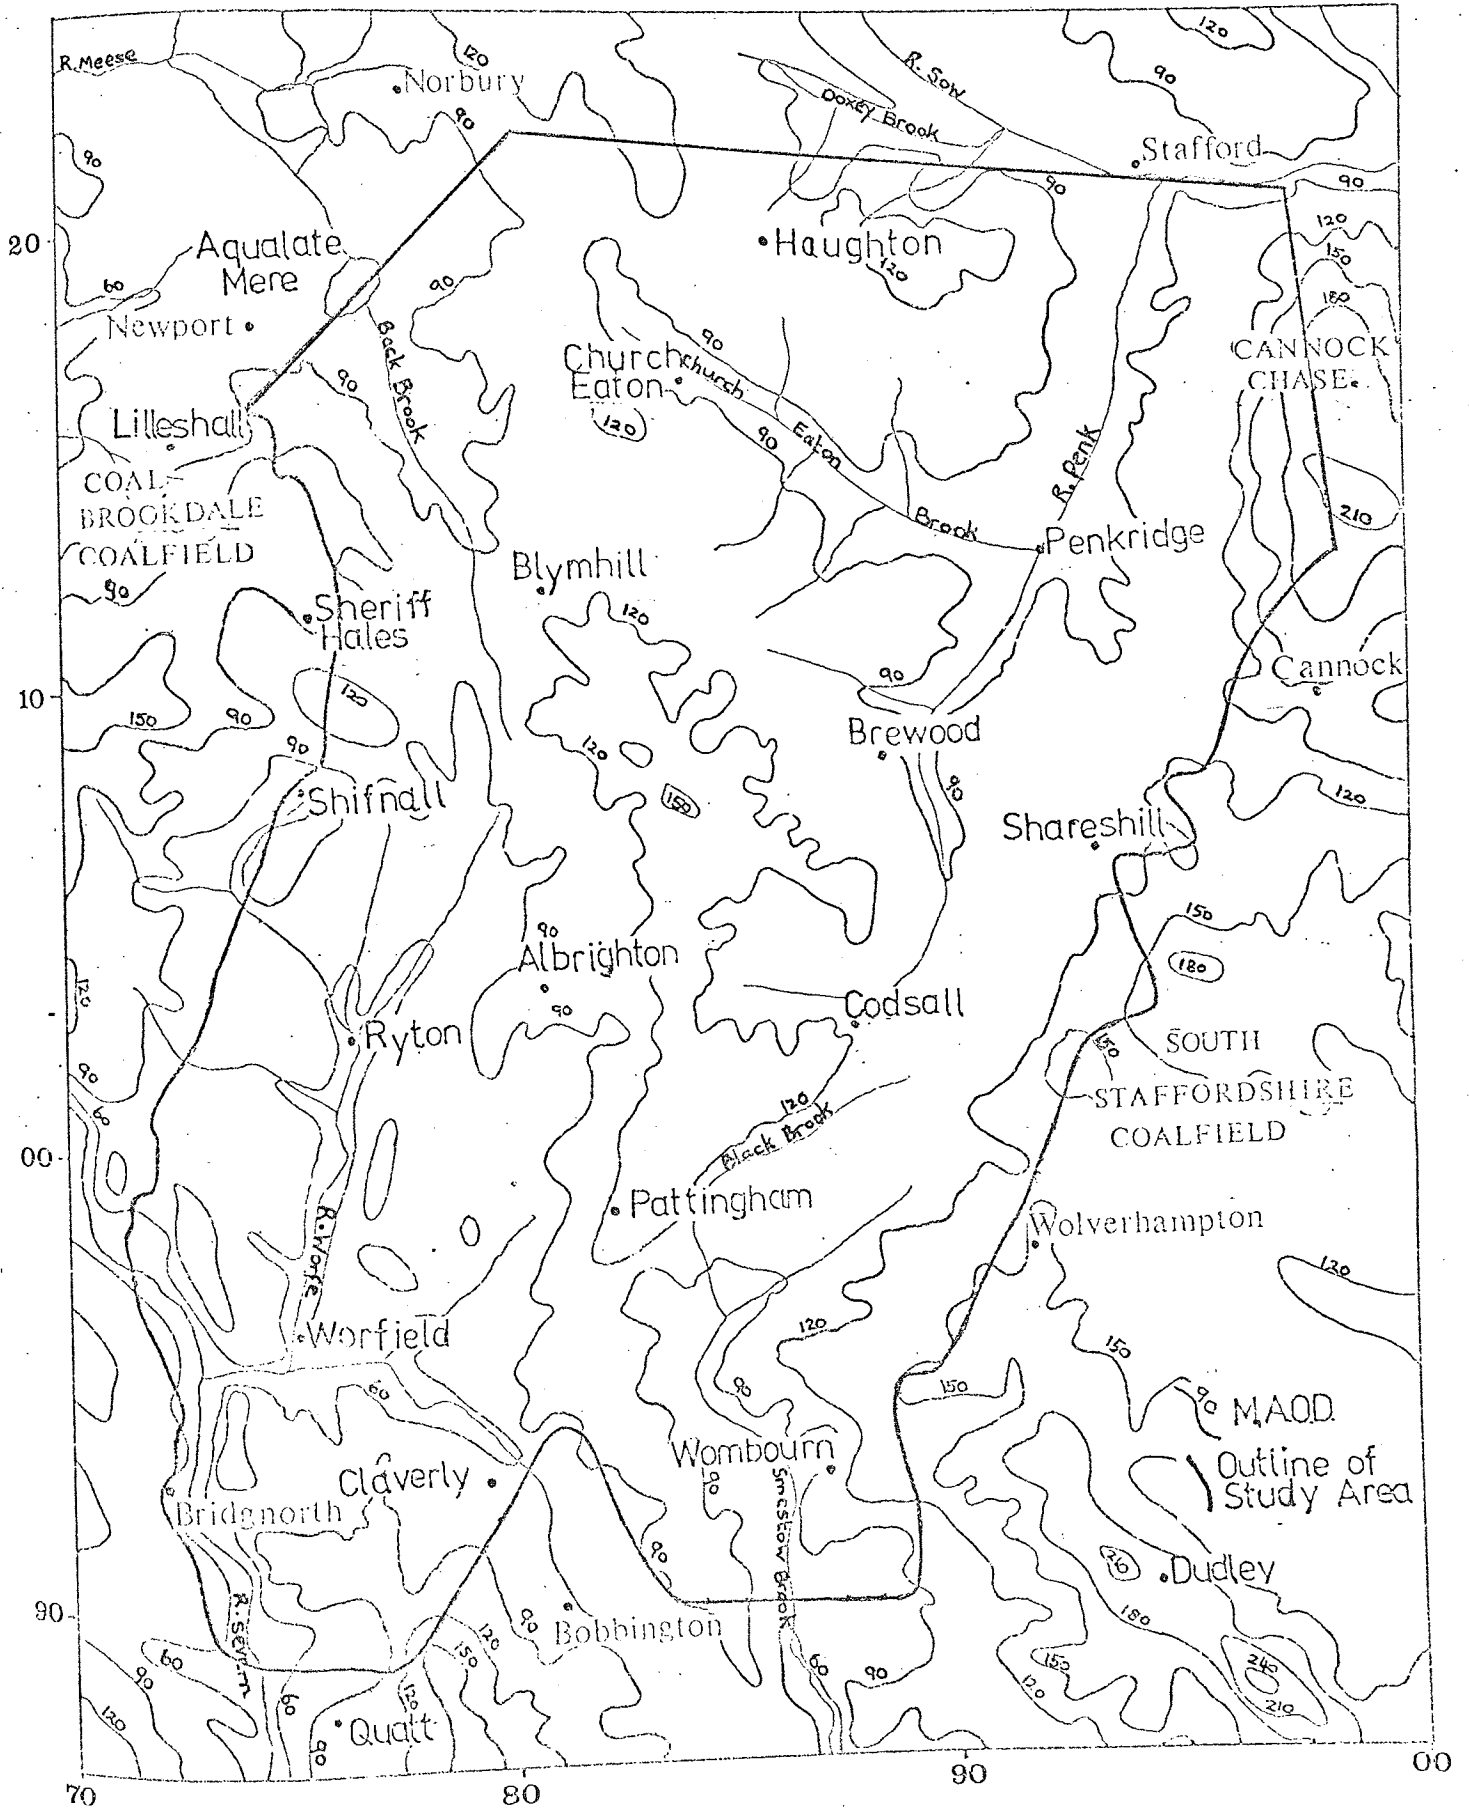 120
R. Meese
Norbury
R. Sow
90
Doxey Brook
90
Stafford
90
90
90
20
Aqualate
Mere
Haughton
120
120
150
60
90
180
Newport
Back Brook
90
Church
Eaton
Church
Eaton
Brook
90
CANNOCK
CHASE
90
120
90
Lilleshall
R. Penk
COAL-
BROOKDALE
COALFIELD
210
Penkridge
90
Blymhill
Sheriff
Hales
120
90
Cannock
10
120
150
90
90
Brewood
120
150
90
120
Shifnall
Shareshill
150
90
Albrighton
180
120
90
Codsall
Ryton
150
SOUTH
STAFFORDSHIRE
COALFIELD
90
60
120
Black Brook
00
Pattingham
R. Worfe
Wolverhampton
120
Worfield
120
150
60
90
150
90
M.A.O.D.
Wombourn
Outline of
Study Area
Claverly
90
Smestow Brook
Bridgnorth
90
Dudley
90
R. Severn
90
Bobbington
180
120
150
60
90
60
90
150
240
120
120
210
120
60
Quatt
90
70
80
90
00